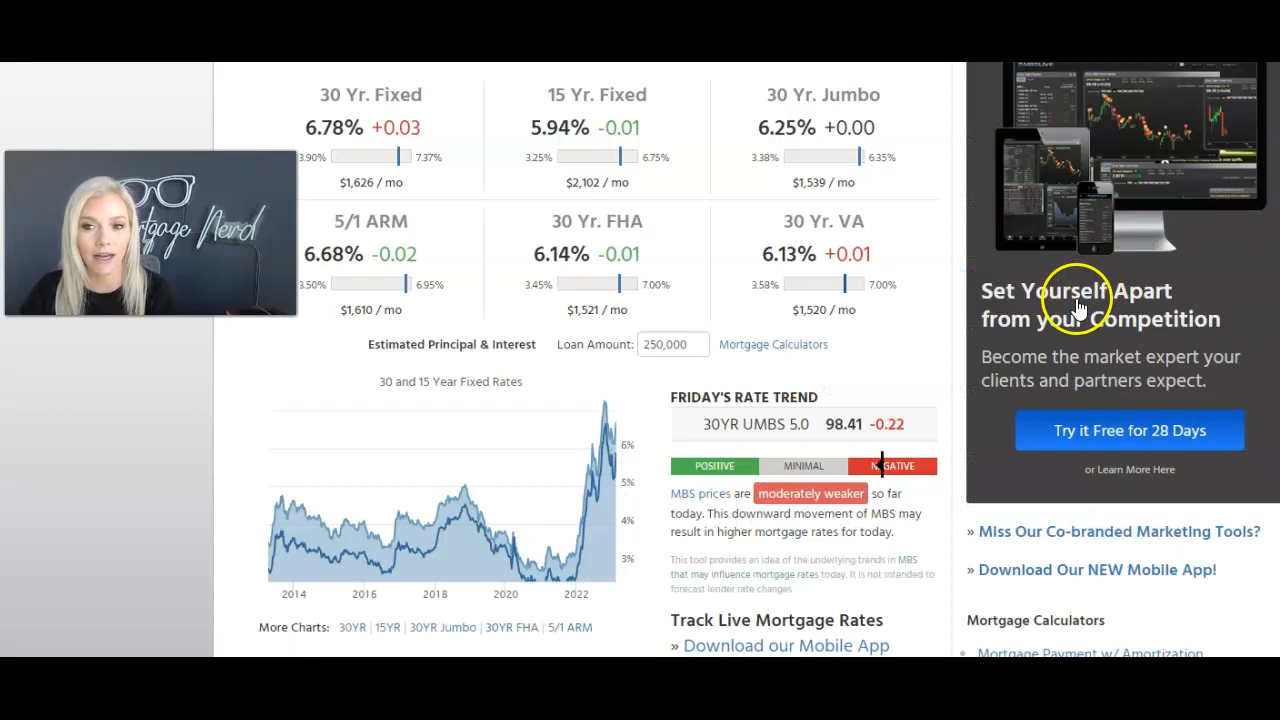 30 Yr. Fixed
15 Yr. Fixed
30 Yr. Jumbo
6.78% +0.03
5.94% -0.01
6.25% +0.00
3.90%
7.37%
3.25%
6.75%
3.38%
6.35%
$1,626 / mo
$2,102 / mo
$1,539 / mo
5/1 ARM
30 Yr. FHA
30 Yr. VA
6.68% -0.02
6.14% -0.01
6.13% +0.01
3.50%
6.95%
3.45%
7.00%
3.58%
7.00%
$1,610 / mo
$1,521 / mo
$1,520 / mo
Estimated Principal & Interest
Loan Amount: 250,000
Mortgage Calculators
30 and 15 Year Fixed Rates
6%
5%
4%
3%
2014
2016
2018
2020
2022
More Charts: 30YR | 15YR | 30YR Jumbo | 30YR FHA | 5/1 ARM
FRIDAY'S RATE TREND
30YR UMBS 5.0 98.41 -0.22
POSITIVE
MINIMAL
NEGATIVE
MBS prices are moderately weaker so far
today. This downward movement of MBS may
result in higher mortgage rates for today.
This tool provides an idea of the underlying trends in MBS
that may influence mortgage rates today. It is not intended to
forecast lender rate changes
Track Live Mortgage Rates
» Download our Mobile App
Set Yourself Apart
from your Competition
Become the market expert your
clients and partners expect.
Try it Free for 28 Days
or Learn More Here
» Miss Our Co-branded Marketing Tools?
» Download Our NEW Mobile App!
Mortgage Calculators
Mortgage Payment w/ Amortization
rtgage Nerd